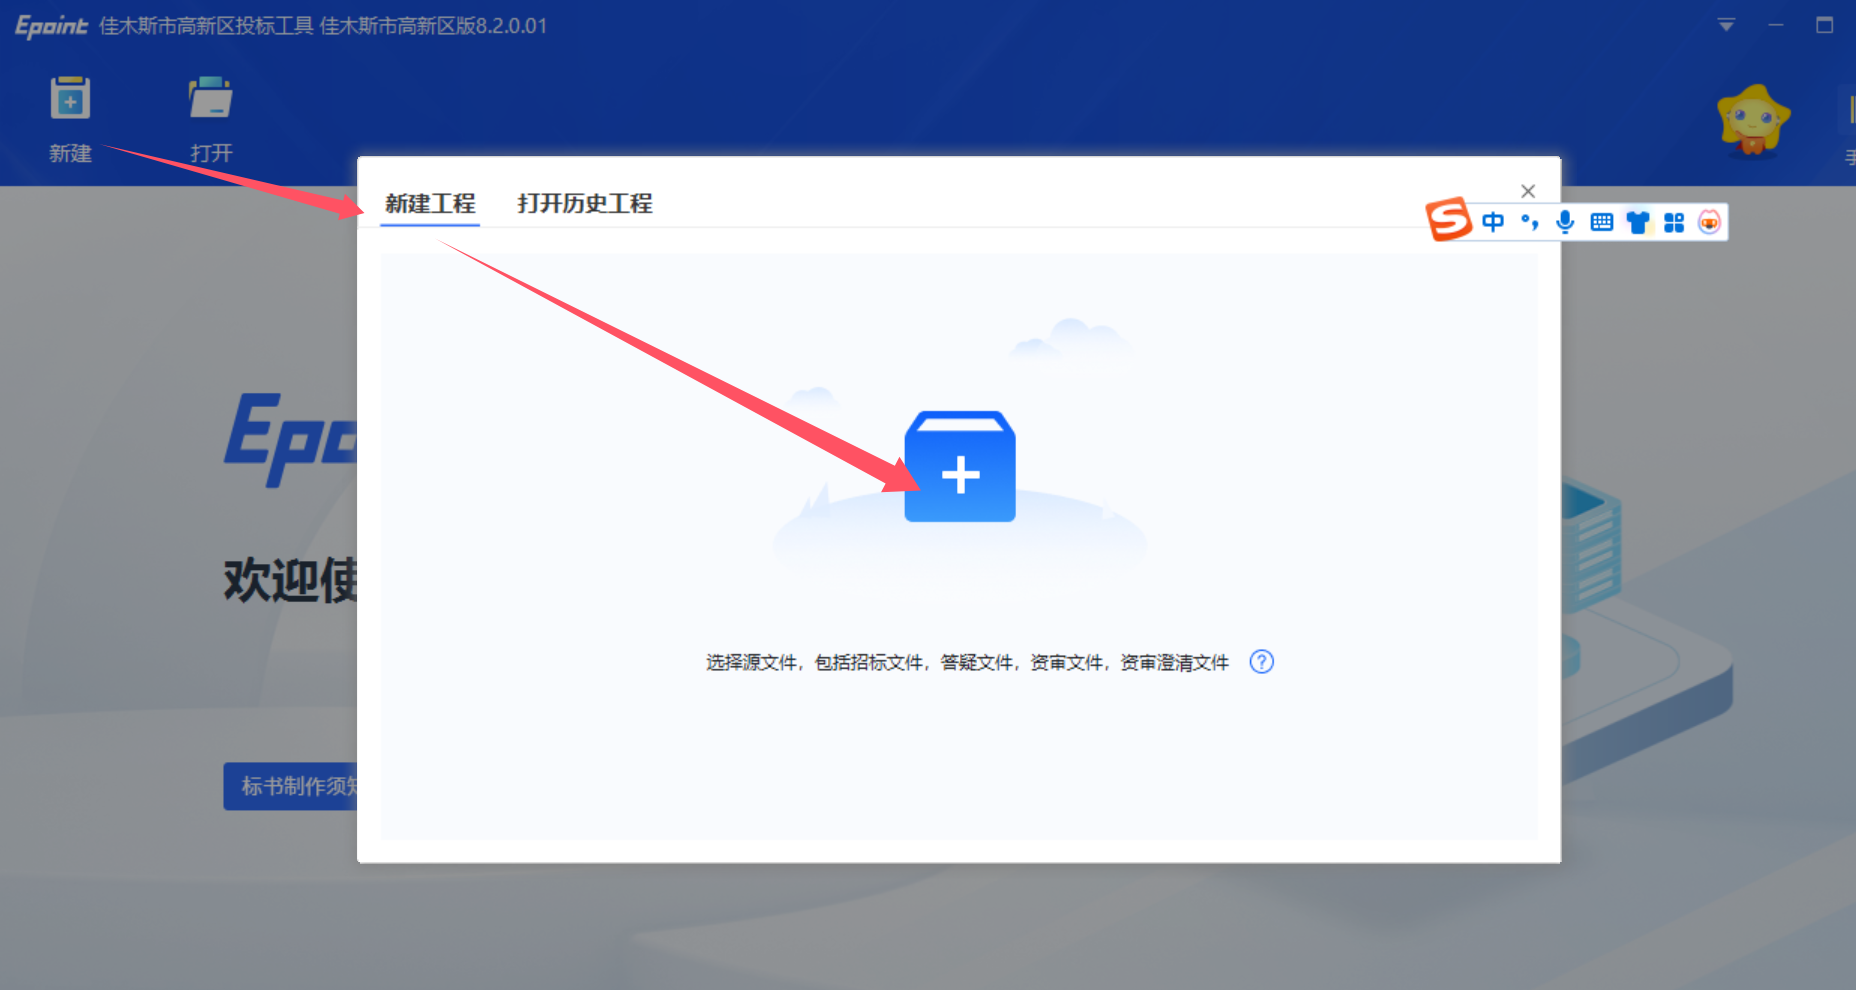 Epoint 佳木斯市高新区投标工具 佳木斯市高新区版8.2.0.01
新建
打开
新建工程
打开历史工程
中
Epo
欢迎使
选择源文件，包括招标文件，答疑文件，资审文件，资审澄清文件 ?
标书制作须